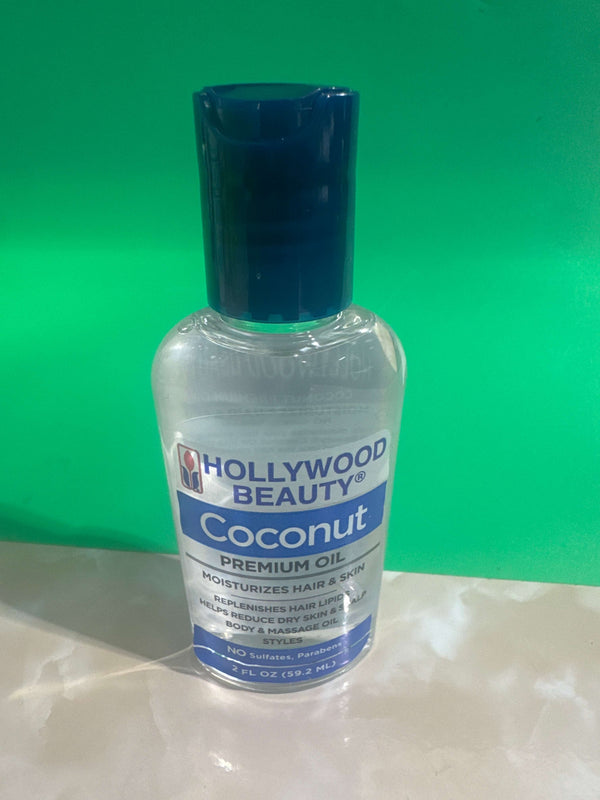 HOLLYWOOD
BEAUTY®
Coconut
PREMIUM OIL
MOISTURIZES HAIR & SKIN
REPLENISHES HAIR LIPIDS
HELPS REDUCE DRY SKIN & SCALP
BODY & MASSAGE OIL
STYLES
NO Sulfates, Parabens
2 FL OZ (59.2 ML)